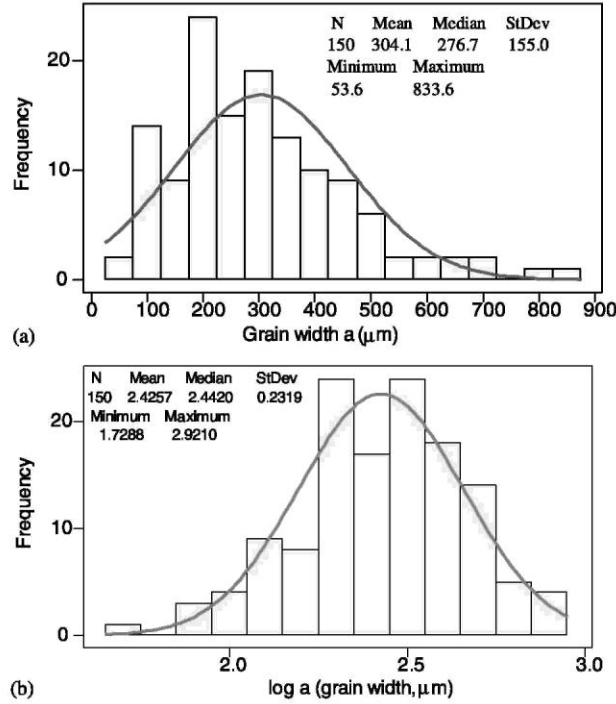 N Mean Median StDev
150 304.1 276.7 155.0
Minimum Maximum
53.6 833.6
20
10
0
Frequency
0 100 200 300 400 500 600 700 800 900
Grain width a (μm)
(a)
N Mean Median StDev
150 2.4257 2.4420 0.2319
Minimum Maximum
1.7288 2.9210
20
10
0
Frequency
2.0 2.5 3.0
log a (grain width, μm)
(b)